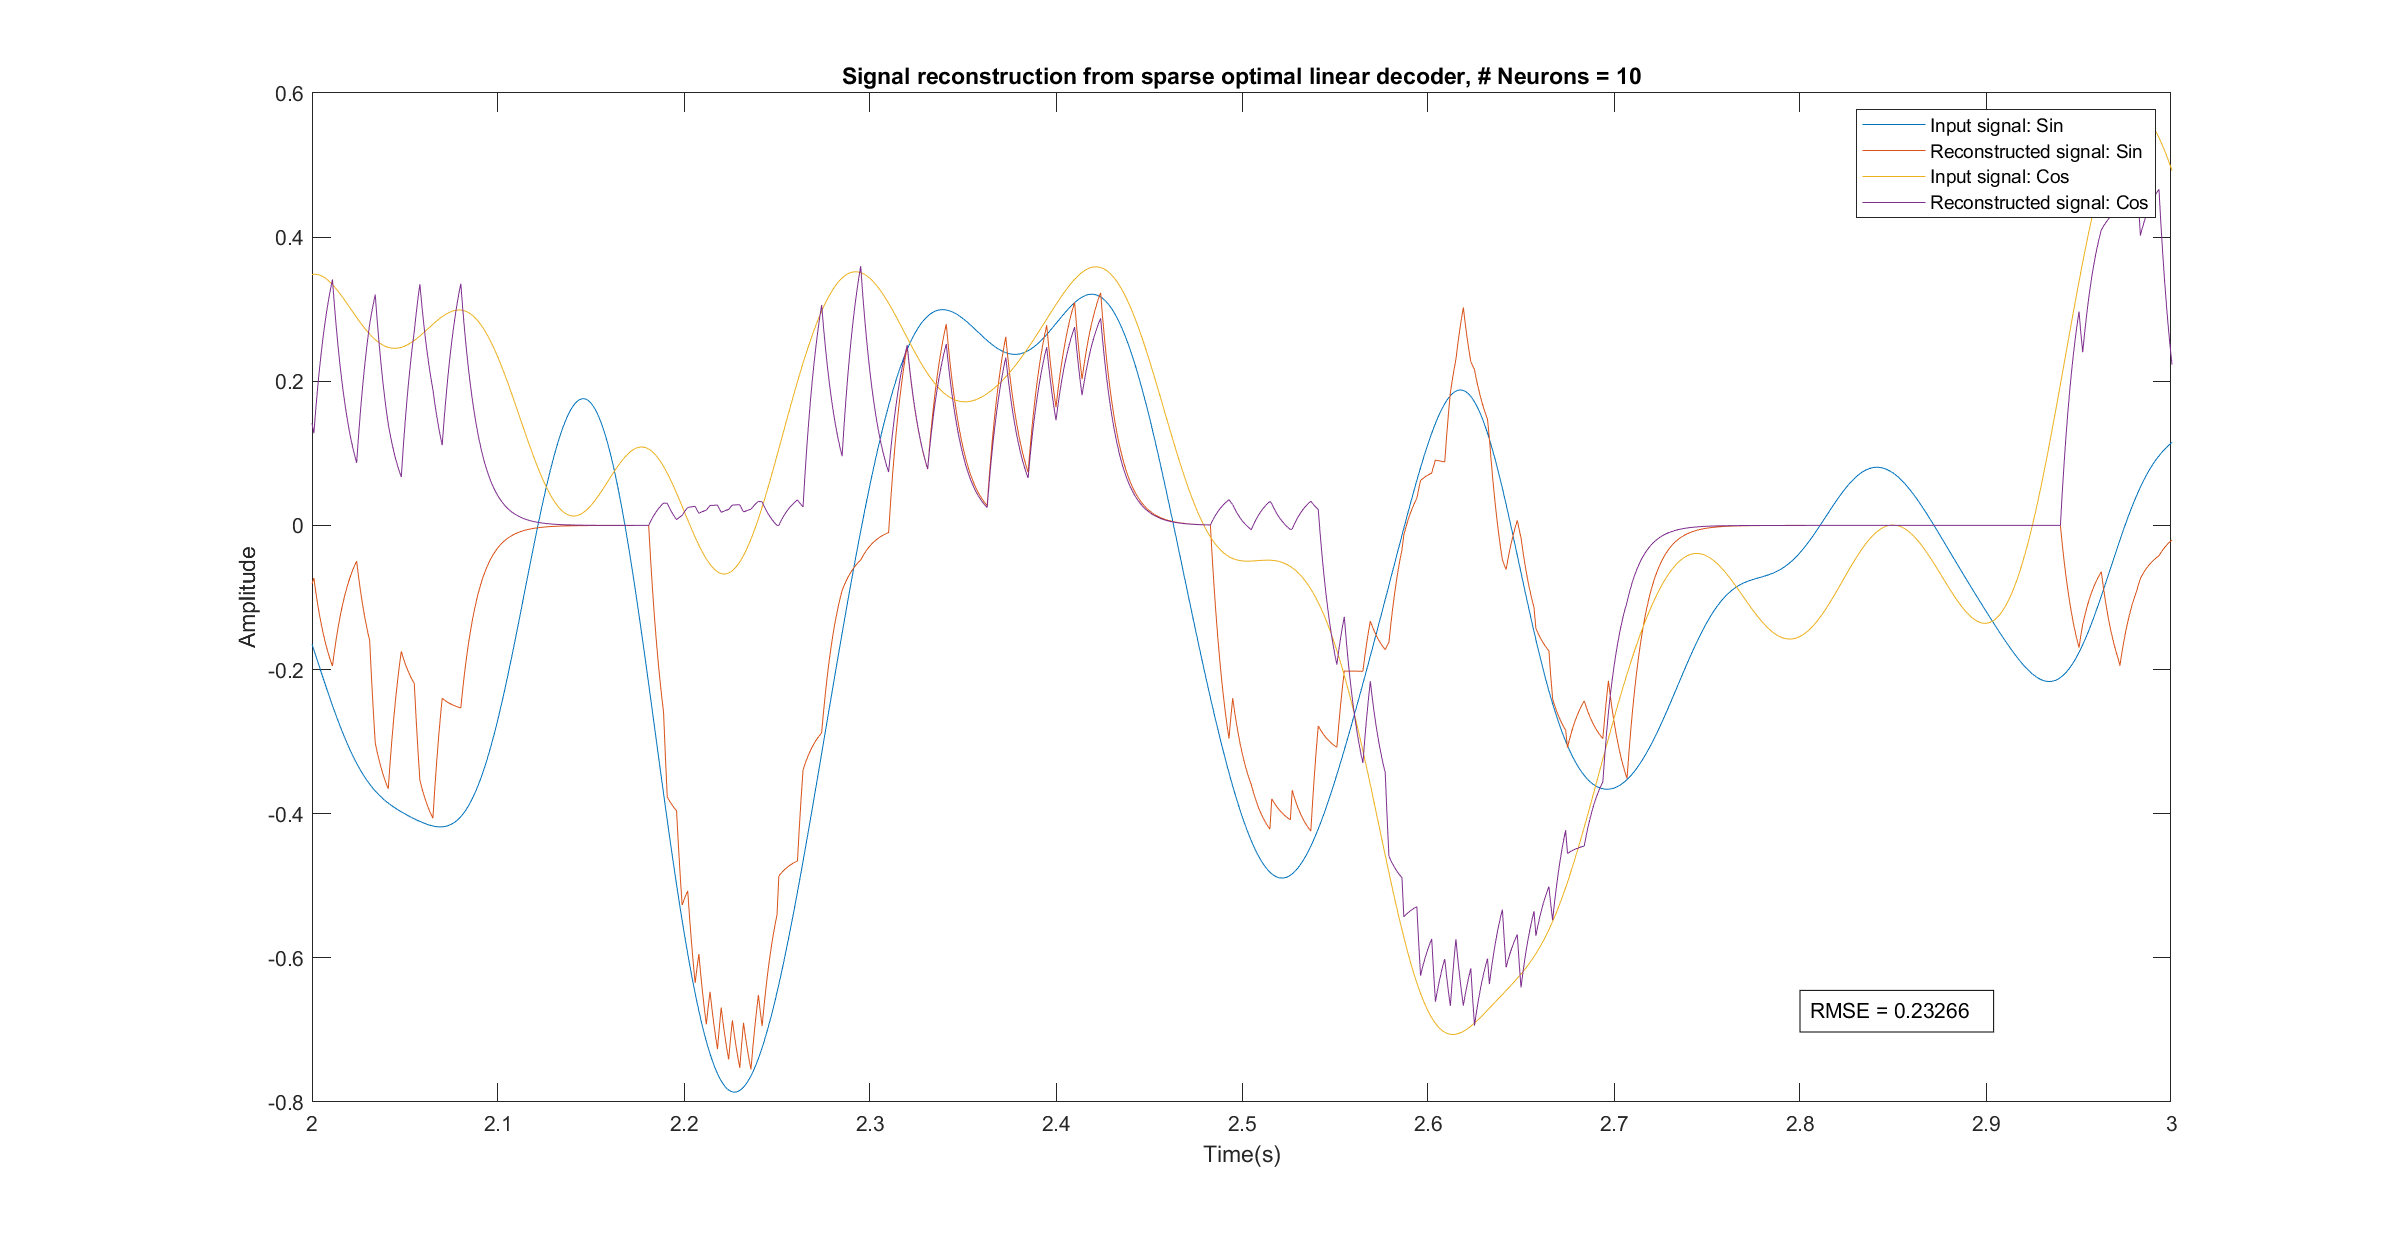 Signal reconstruction from sparse optimal linear decoder, # Neurons = 10
0.6
0.4
0.2
0
-0.2
-0.4
-0.6
-0.8
Amplitude
Input signal: Sin
Reconstructed signal: Sin
Input signal: Cos
Reconstructed signal: Cos
RMSE = 0.23266
2 2.1 2.2 2.3 2.4 2.5 2.6 2.7 2.8 2.9 3
Time(s)